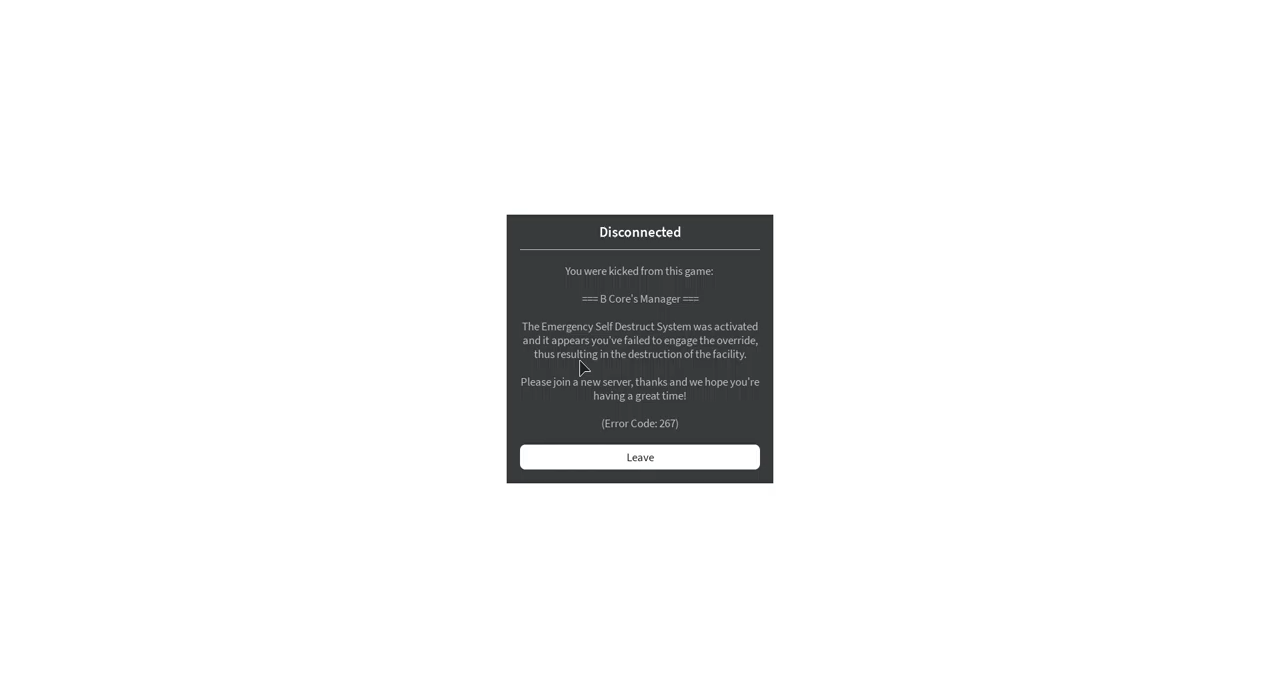 Disconnected
You were kicked from this game:
=== B Core's Manager ===
The Emergency Self Destruct System was activated
and it appears you've failed to engage the override,
thus resulting in the destruction of the facility.
Please join a new server, thanks and we hope you're
having a great time!
(Error Code: 267)
Leave